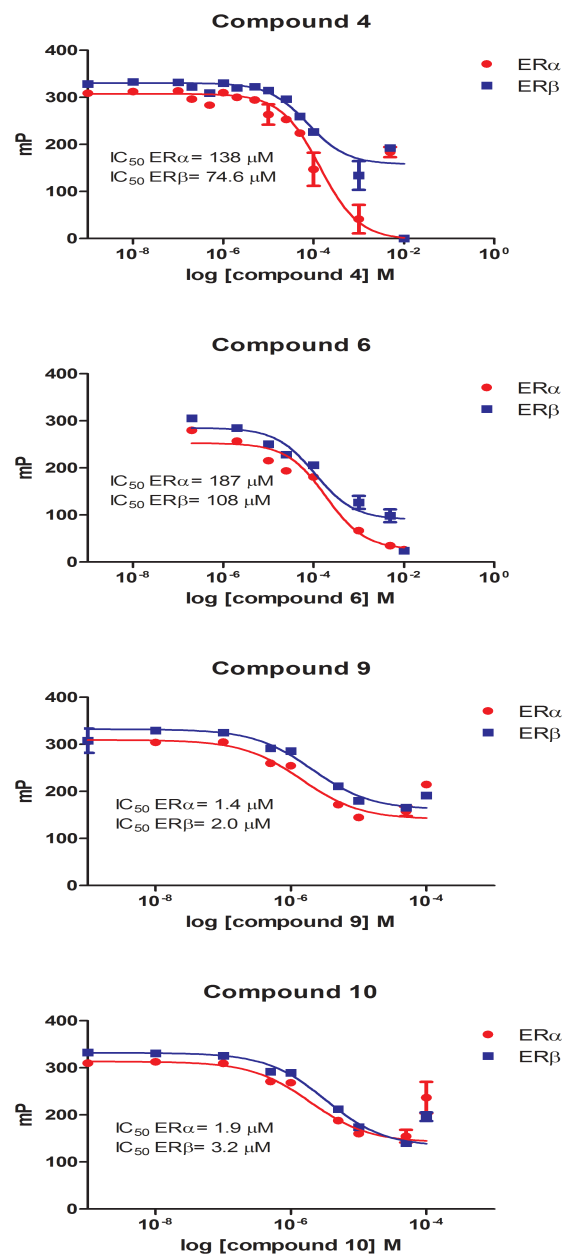 Compound 4
400
300
200
100
0
mP
ERα
ERβ
IC₅₀ ERα= 138 μM
IC₅₀ ERβ= 74.6 μM
10⁻⁸ 10⁻⁶ 10⁻⁴ 10⁻² 10⁰
log [compound 4] M
Compound 6
400
300
200
100
0
mP
ERα
ERβ
IC₅₀ ERα= 187 μM
IC₅₀ ERβ= 108 μM
10⁻⁸ 10⁻⁶ 10⁻⁴ 10⁻² 10⁰
log [compound 6] M
Compound 9
400
300
200
100
0
mP
ERα
ERβ
IC₅₀ ERα= 1.4 μM
IC₅₀ ERβ= 2.0 μM
10⁻⁸ 10⁻⁶ 10⁻⁴
log [compound 9] M
Compound 10
400
300
200
100
0
mP
ERα
ERβ
IC₅₀ ERα= 1.9 μM
IC₅₀ ERβ= 3.2 μM
10⁻⁸ 10⁻⁶ 10⁻⁴
log [compound 10] M